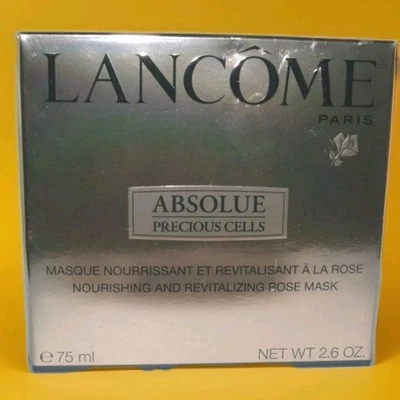 LANCÔME
PARIS
ABSOLUE
PRECIOUS CELLS
MASQUE NOURRISSANT ET REVITALISANT À LA ROSE
NOURISHING AND REVITALIZING ROSE MASK
℮ 75 ml NET WT 2.6 OZ.